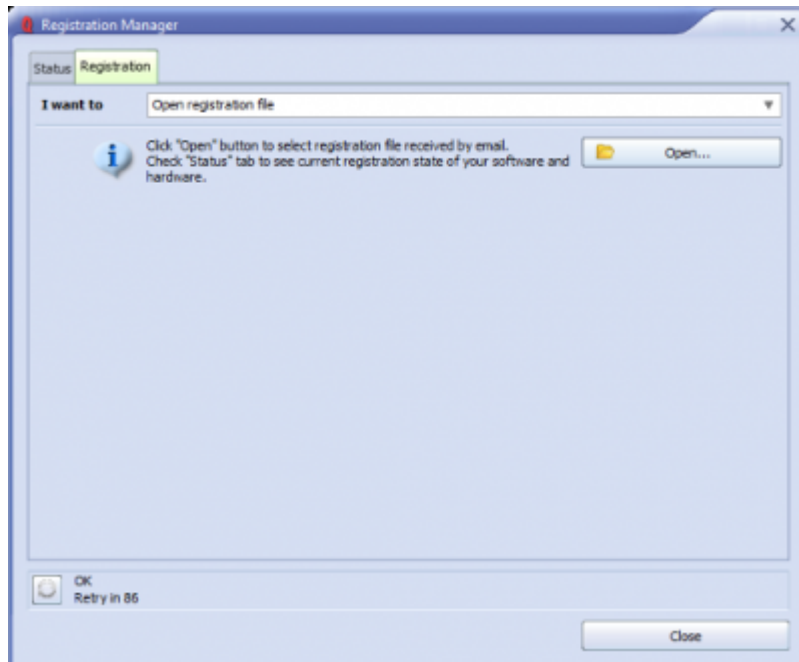 Registration Manager
Status Registration
I want to Open registration file
Click "Open" button to select registration file received by email.
Check "Status" tab to see current registration state of your software and
hardware.
Open...
OK
Retry in 86
Close